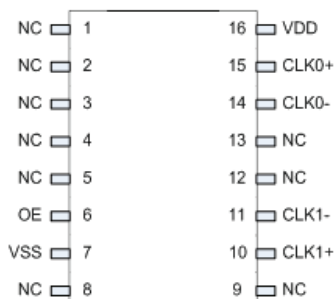 NC 1 16 VDD
NC 2 15 CLK0+
NC 3 14 CLK0-
NC 4 13 NC
NC 5 12 NC
OE 6 11 CLK1-
VSS 7 10 CLK1+
NC 8 9 NC